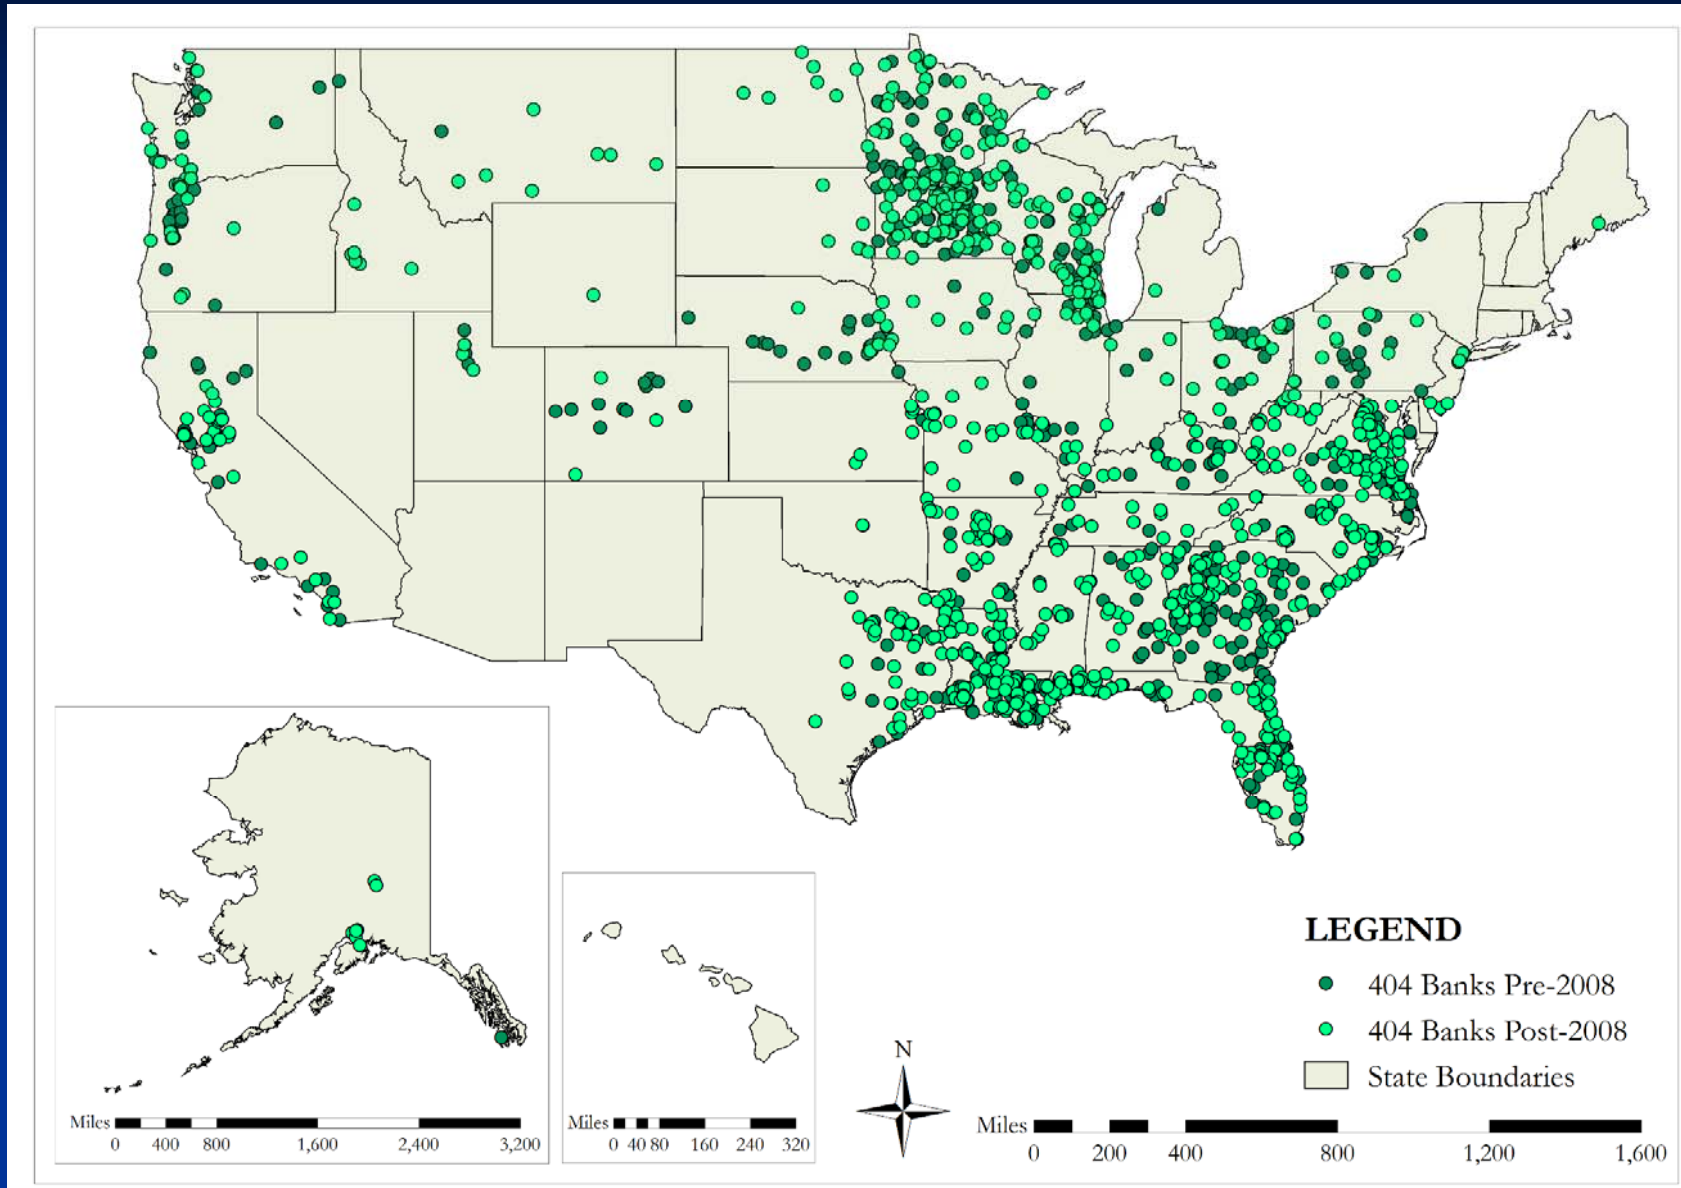 LEGEND
404 Banks Pre-2008
404 Banks Post-2008
State Boundaries
N
Miles
0 400 800 1,600 2,400 3,200
Miles
0 40 80 160 240 320
Miles
0 200 400 800 1,200 1,600